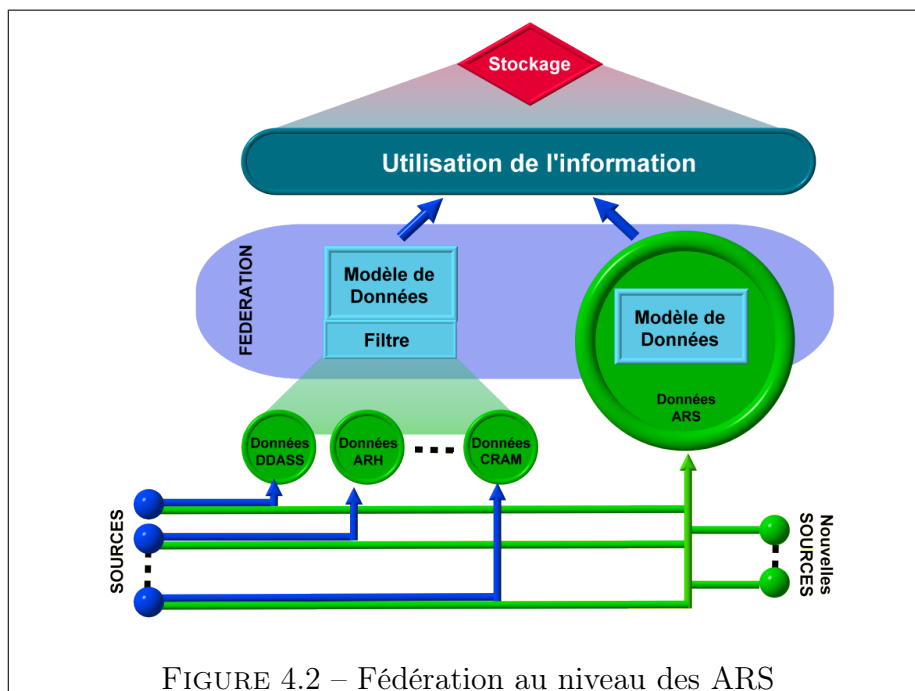 Stockage
Utilisation de l'information
FEDERATION
Modèle de
Données
Filtre
Modèle de
Données
Données
ARS
Données
DDASS
Données
ARH
Données
CRAM
SOURCES
Nouvelles
SOURCES
FIGURE 4.2 – Fédération au niveau des ARS